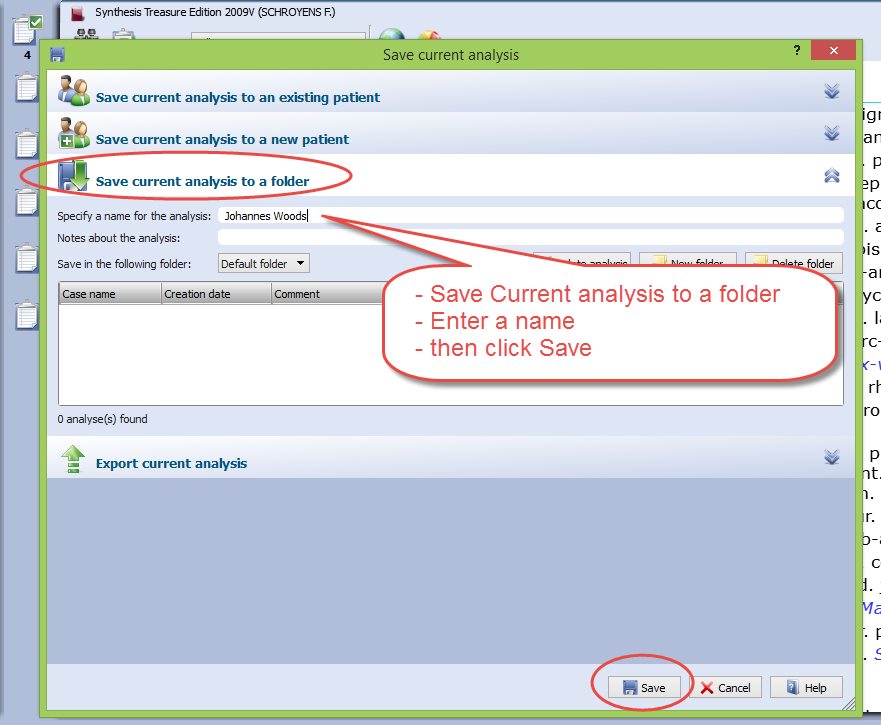 Synthesis Treasure Edition 2009V (SCHROYENS F.)
4
Save current analysis
?
Save current analysis to an existing patient
Save current analysis to a new patient
Save current analysis to a folder
Specify a name for the analysis: Johannes Woods
Notes about the analysis:
Save in the following folder: Default folder analysis New folder Delete folder
Case name Creation date Comment
- Save Current analysis to a folder
- Enter a name
- then click Save
0 analyse(s) found
Export current analysis
Save Cancel Help